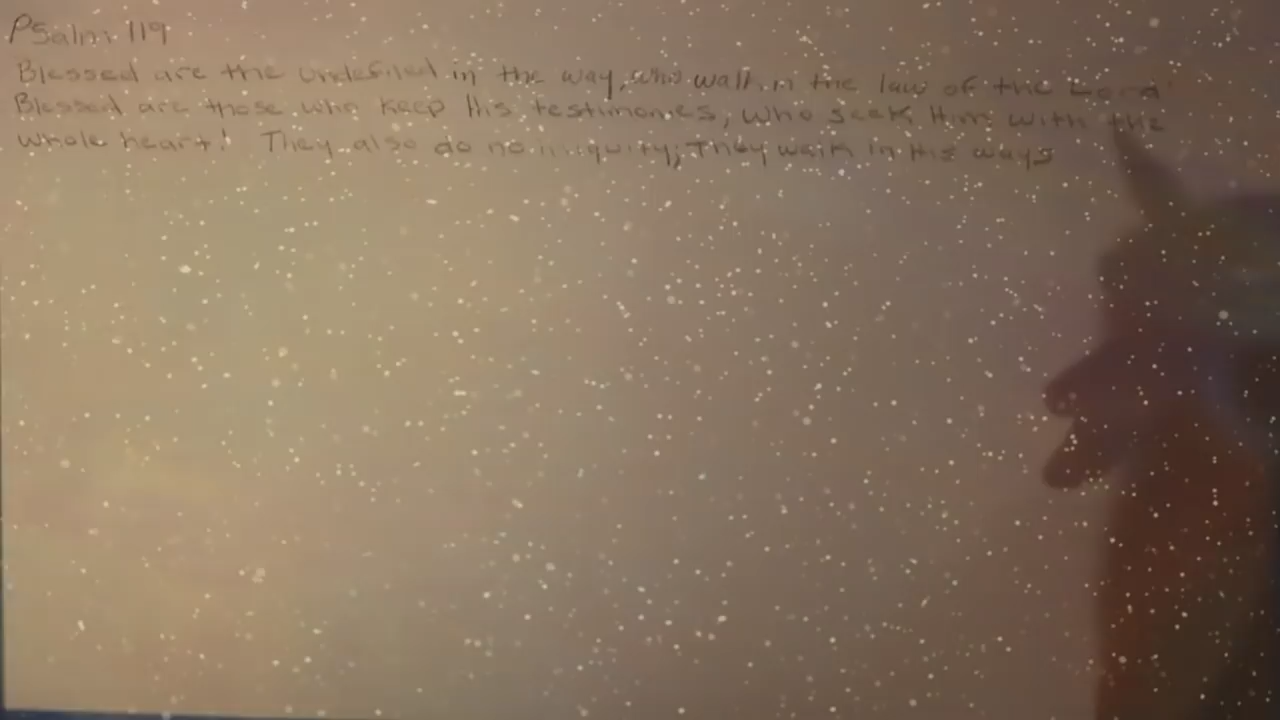 Psalm 119
Blessed are the undefiled in the way, who walk in the law of the Lord!
Blessed are those who keep His testimonies, who seek Him with the
whole heart! They also do no iniquity; They walk in His ways